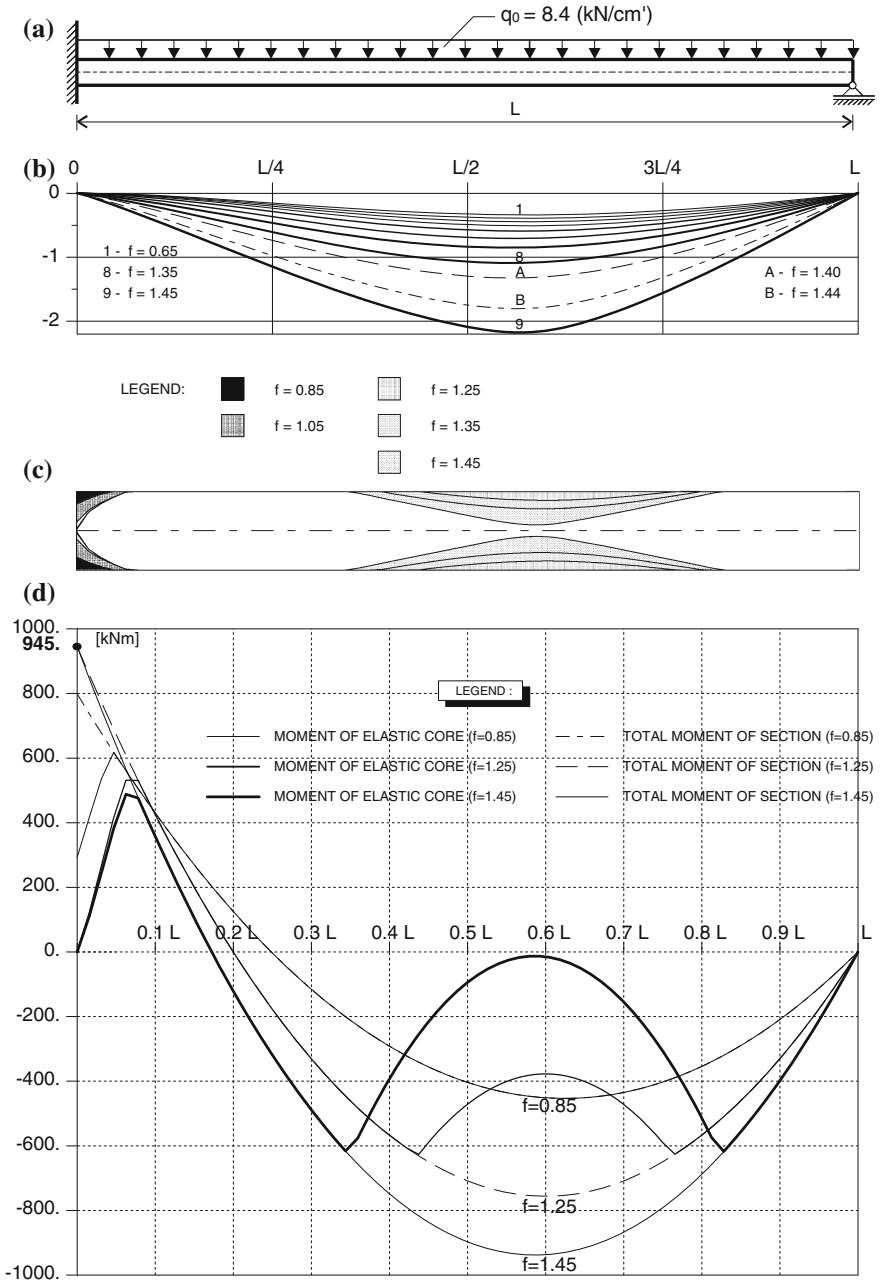 (a)
q₀ = 8.4 (kN/cm')
L
(b)
0 L/4 L/2 3L/4 L
0
-1
-2
1
8
A
B
9
1 - f = 0.65
8 - f = 1.35
9 - f = 1.45
A - f = 1.40
B - f = 1.44
LEGEND:
f = 0.85
f = 1.05
f = 1.25
f = 1.35
f = 1.45
(c)
(d)
1000.
945.
[kNm]
800.
600.
400.
200.
0.
-200.
-400.
-600.
-800.
-1000.
LEGEND :
MOMENT OF ELASTIC CORE (f=0.85)
MOMENT OF ELASTIC CORE (f=1.25)
MOMENT OF ELASTIC CORE (f=1.45)
TOTAL MOMENT OF SECTION (f=0.85)
TOTAL MOMENT OF SECTION (f=1.25)
TOTAL MOMENT OF SECTION (f=1.45)
0.1 L 0.2 L 0.3 L 0.4 L 0.5 L 0.6 L 0.7 L 0.8 L 0.9 L L
f=0.85
f=1.25
f=1.45